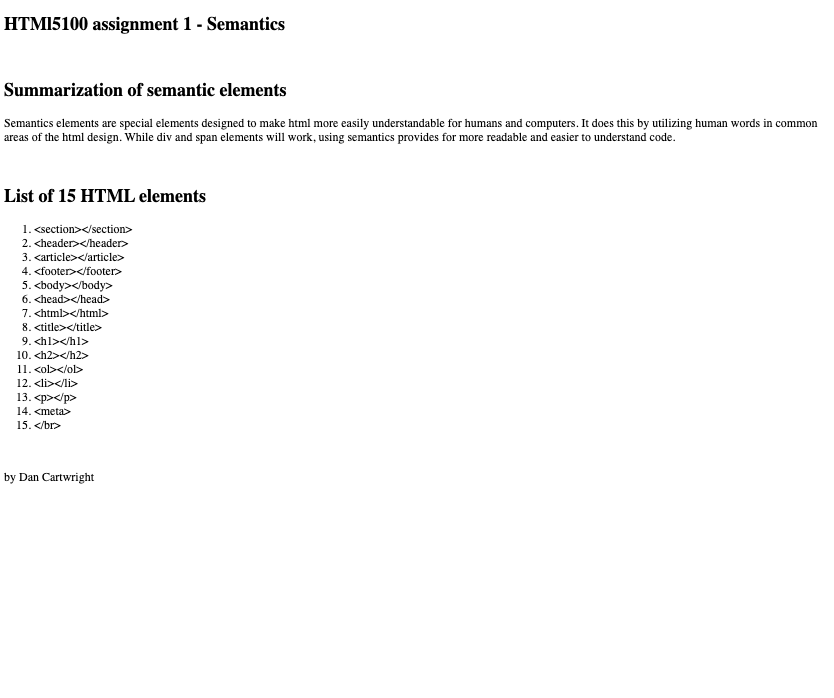 HTMl5100 assignment 1 - Semantics
Summarization of semantic elements
Semantics elements are special elements designed to make html more easily understandable for humans and computers. It does this by utilizing human words in common
areas of the html design. While div and span elements will work, using semantics provides for more readable and easier to understand code.
List of 15 HTML elements
1. <section></section>
2. <header></header>
3. <article></article>
4. <footer></footer>
5. <body></body>
6. <head></head>
7. <html></html>
8. <title></title>
9. <h1></h1>
10. <h2></h2>
11. <ol></ol>
12. <li></li>
13. <p></p>
14. <meta>
15. </br>
by Dan Cartwright